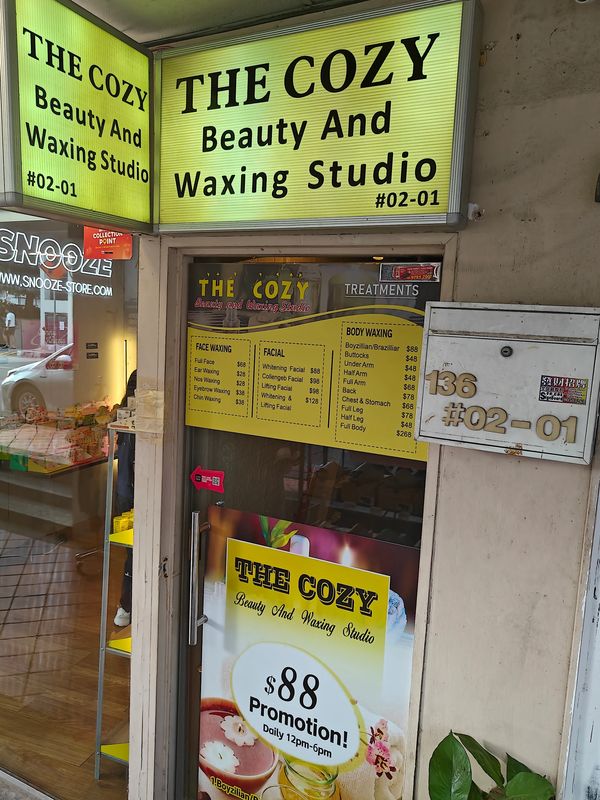 THE COZY
Beauty And
Waxing Studio
#02-01
THE COZY
Beauty And
Waxing Studio
#02-01
COLLECTION
POINT
SNOOZE
WWW.SNOOZE-STORE.COM
THE COZY
Beauty and Waxing Studio
TREATMENTS
FACE WAXING
Full Face $68
Ear Waxing $28
Nos Waxing $28
Eyebrow Waxing $38
Chin Waxing $38
FACIAL
Whitening Facial $88
Collengeb Facial $98
Lifting Facial $98
Whitening & $128
Lifting Facial
BODY WAXING
Boyzillian/Brazilliar $88
Buttocks $48
Under Arm $48
Half Arm $48
Full Arm $68
Back $68
Chest & Stomach $68
Full Leg $78
Half Leg $48
Full Body $268
136
#02-01
THE COZY
Beauty And Waxing Studio
$88
Promotion!
Daily 12pm-6pm